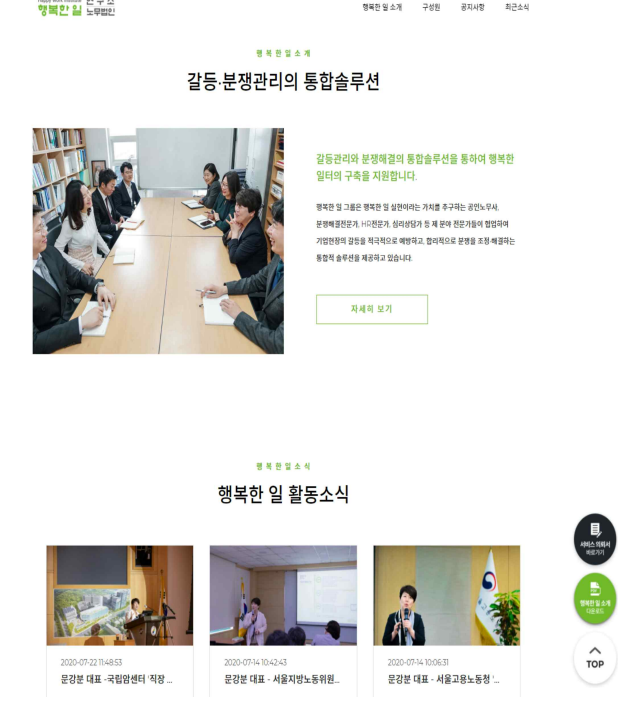 Happy Work Institute 연구소
행복한 일 노무법인
행복한 일 소개 구성원 공지사항 최근소식
행복한일소개
갈등·분쟁관리의 통합솔루션
갈등관리와 분쟁해결의 통합솔루션을 통하여 행복한
일터의 구축을 지원합니다.
행복한 일 그룹은 행복한 일 실현이라는 가치를 추구하는 공인노무사,
분쟁해결전문가, HR전문가, 심리상담가 등 제 분야 전문가들이 협업하여
기업현장의 갈등을 적극적으로 예방하고, 합리적으로 분쟁을 조정·해결하는
통합적 솔루션을 제공하고 있습니다.
자세히 보기
행복한일소식
행복한 일 활동소식
서비스 의뢰서
바로가기
PDF
행복한 일 소개
다운로드
TOP
2020-07-22 11:48:53
문강분 대표 -국립암센터 '직장 ...
2020-07-14 10:42:43
문강분 대표 - 서울지방노동위원...
2020-07-14 10:06:31
문강분 대표 - 서울고용노동청 '...